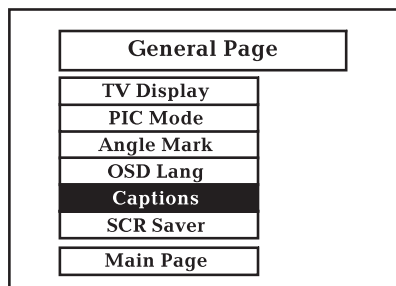 General Page
TV Display
PIC Mode
Angle Mark
OSD Lang
Captions
SCR Saver
Main Page